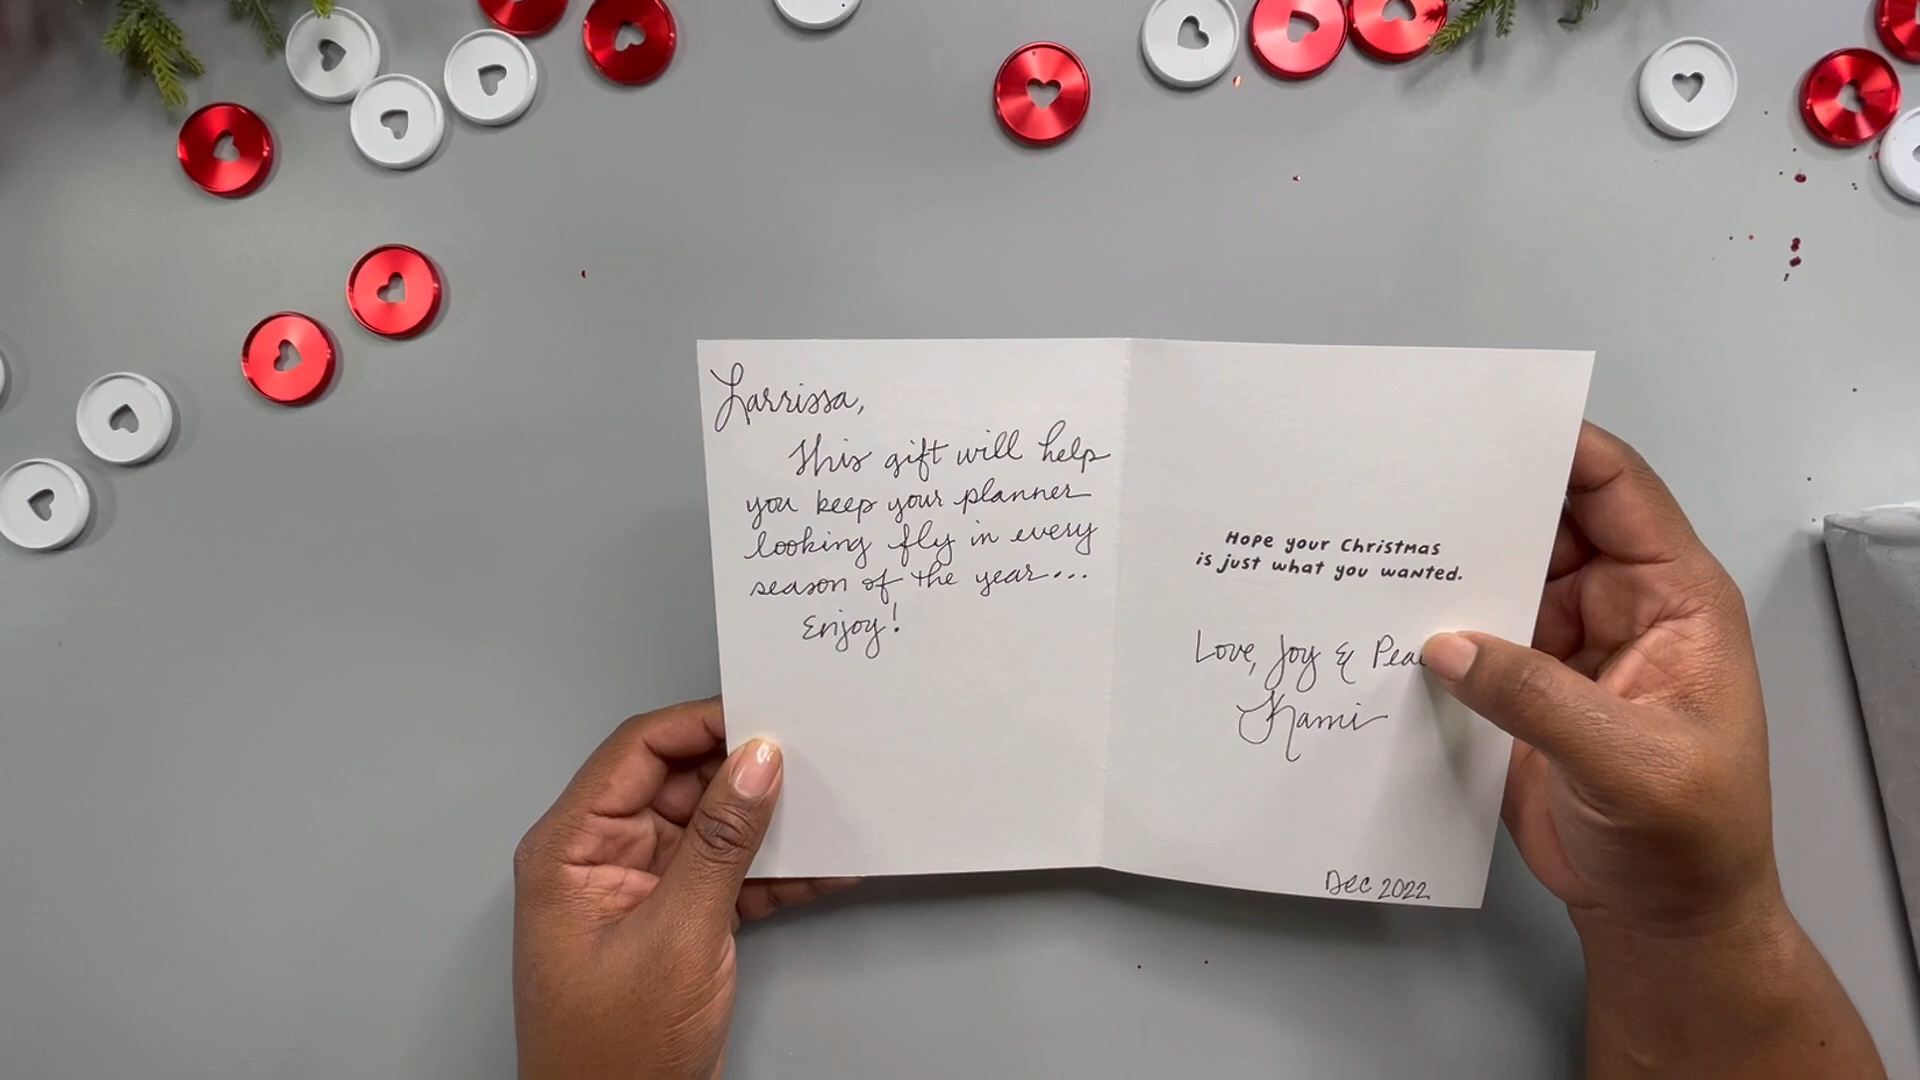 Larrissa,
This gift will help
you keep your planner
looking fly in every
season of the year...
Enjoy!
Hope your Christmas
is just what you wanted.
Love, Joy &
Kami
Dec 2022